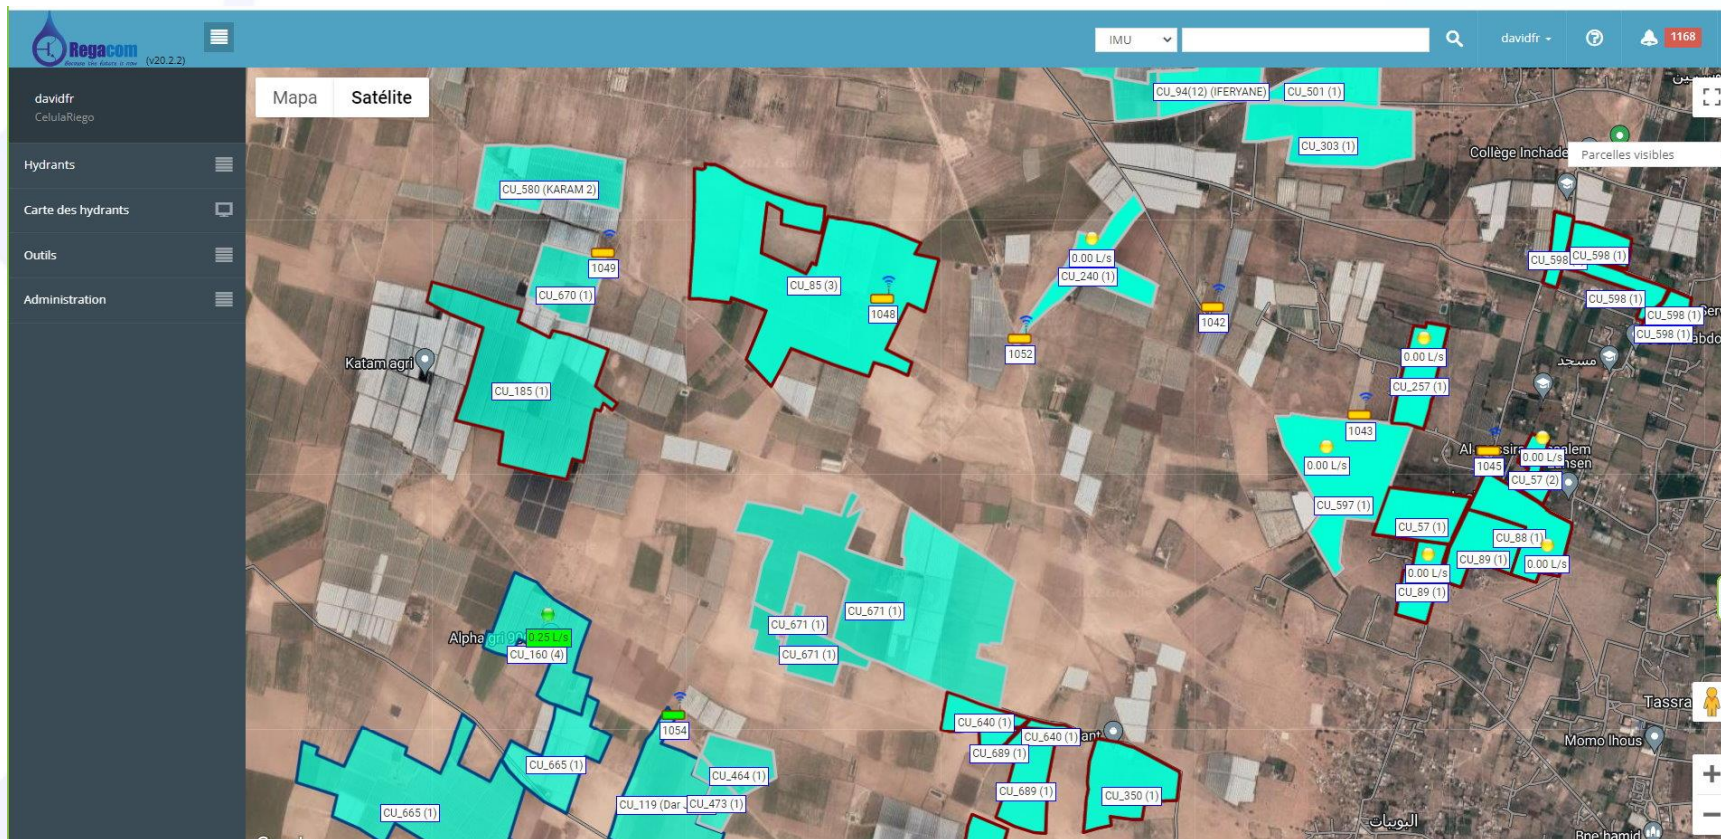 Regacom
(v20.2.2)
IMU
davidfr
1168
davidfr
CelulaRiego
Hydrants
Carte des hydrants
Outils
Administration
Mapa
Satélite
CU_94(12) (IFERYANE)
CU_501 (1)
CU_303 (1)
Collège Inchade
Parcelles visibles
CU_580 (KARAM 2)
1049
CU_670 (1)
CU_85 (3)
1048
0.00 L/s
CU_240 (1)
1052
1042
CU_598
CU_598 (1)
CU_598 (1)
CU_598 (1)
CU_598 (1)
Katam agri
CU_185 (1)
0.00 L/s
CU_257 (1)
مسجد
1043
0.00 L/s
CU_597 (1)
1045
0.00 L/s
CU_57 (2)
CU_57 (1)
CU_88 (1)
CU_89 (1)
0.00 L/s
0.00 L/s
CU_89 (1)
CU_671 (1)
CU_671 (1)
CU_671 (1)
0.25 L/s
CU_160 (4)
1054
CU_640 (1)
CU_640 (1)
CU_689 (1)
CU_689 (1)
CU_350 (1)
CU_665 (1)
CU_665 (1)
CU_464 (1)
CU_119 (Dar
CU_473 (1)
Tassra
Momo lhous
البويبات
Bne hamid